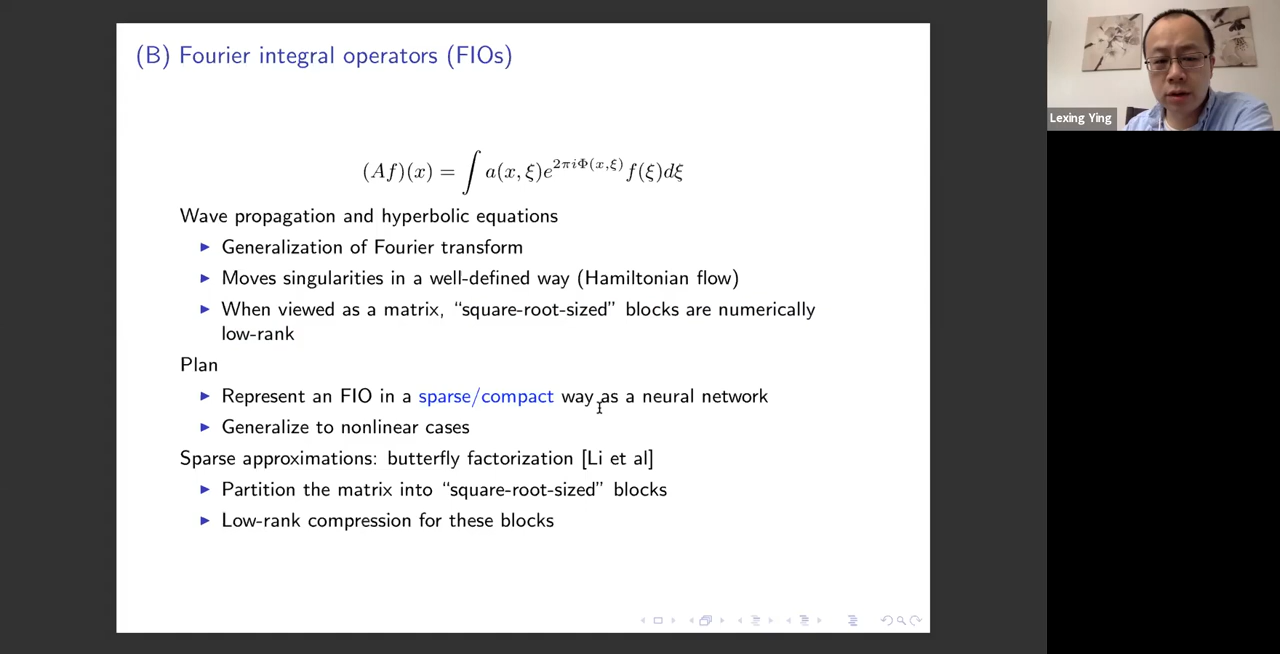 (B) Fourier integral operators (FIOs)
(Af)(x) = ∫ a(x, ξ)e^{2πiΦ(x,ξ)} f(ξ)dξ
Wave propagation and hyperbolic equations
▶ Generalization of Fourier transform
▶ Moves singularities in a well-defined way (Hamiltonian flow)
▶ When viewed as a matrix, “square-root-sized” blocks are numerically
low-rank
Plan
▶ Represent an FIO in a sparse/compact way as a neural network
▶ Generalize to nonlinear cases
Sparse approximations: butterfly factorization [Li et al]
▶ Partition the matrix into “square-root-sized” blocks
▶ Low-rank compression for these blocks
Lexing Ying